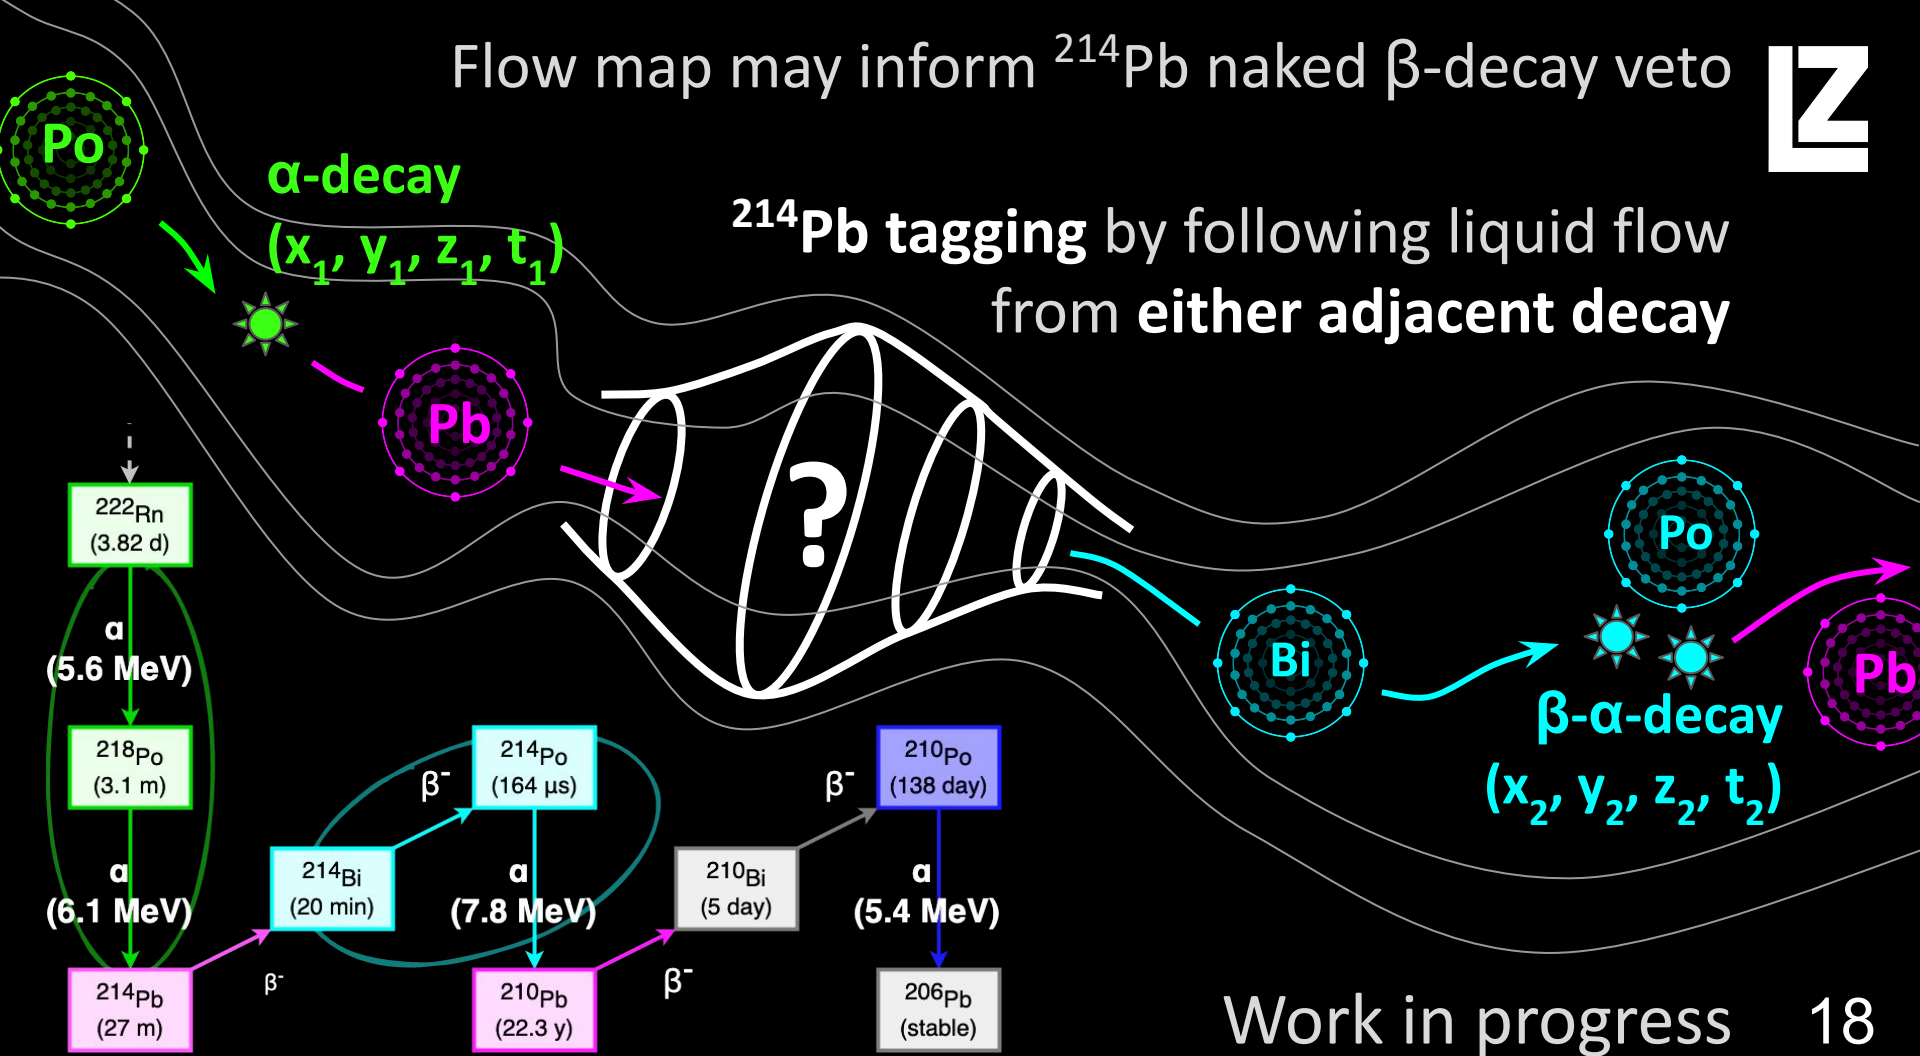 Flow map may inform ²¹⁴Pb naked β-decay veto
LZ
Po
α-decay
(x₁, y₁, z₁, t₁)
²¹⁴Pb tagging by following liquid flow
from either adjacent decay
Pb
?
Po
Bi
Pb
β-α-decay
(x₂, y₂, z₂, t₂)
²²²Rn
(3.82 d)
α
(5.6 MeV)
²¹⁸Po
(3.1 m)
α
(6.1 MeV)
²¹⁴Pb
(27 m)
β⁻
²¹⁴Bi
(20 min)
β⁻
²¹⁴Po
(164 µs)
α
(7.8 MeV)
²¹⁰Pb
(22.3 y)
β⁻
²¹⁰Bi
(5 day)
β⁻
²¹⁰Po
(138 day)
α
(5.4 MeV)
²⁰⁶Pb
(stable)
Work in progress 18